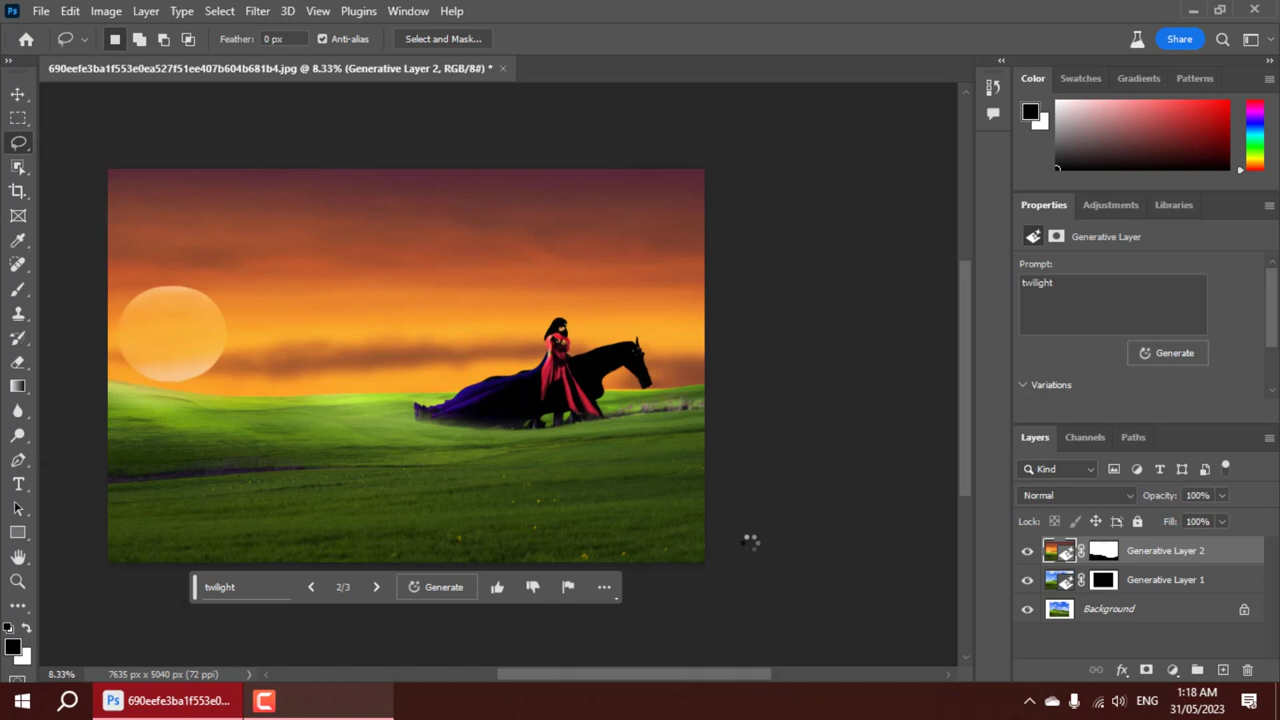 Ps File Edit Image Layer Type Select Filter 3D View Plugins Window Help
Feather: 0 px Anti-alias Select and Mask... Share
690eefe3ba1f553e0ea527f51ee407b604b681b4.jpg @ 8.33% (Generative Layer 2, RGB/8#) * ×
Color Swatches Gradients Patterns
Properties Adjustments Libraries
Generative Layer
Prompt:
twilight
Generate
Variations
Layers Channels Paths
Kind
Normal Opacity: 100%
Lock: Fill: 100%
Generative Layer 2
Generative Layer 1
Background
twilight 2/3 Generate
8.33% 7635 px x 5040 px (72 ppi)
Ps 690eefe3ba1f553e0...
ENG
1:18 AM
31/05/2023